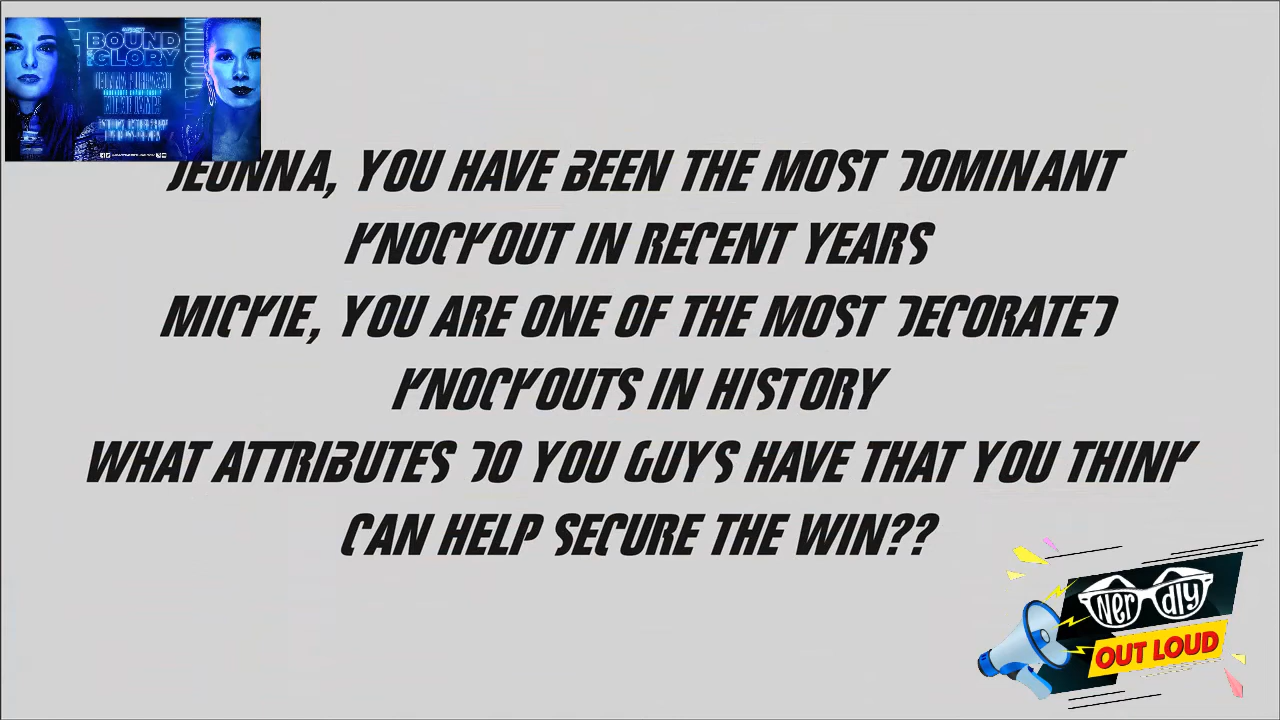 BOUND
FOR GLORY
JEONNA, YOU HAVE BEEN THE MOST DOMINANT
KNOCKOUT IN RECENT YEARS
MICKIE, YOU ARE ONE OF THE MOST DECORATED
KNOCKOUTS IN HISTORY
WHAT ATTRIBUTES DO YOU GUYS HAVE THAT YOU THINK
CAN HELP SECURE THE WIN??
Nerdly
OUT LOUD